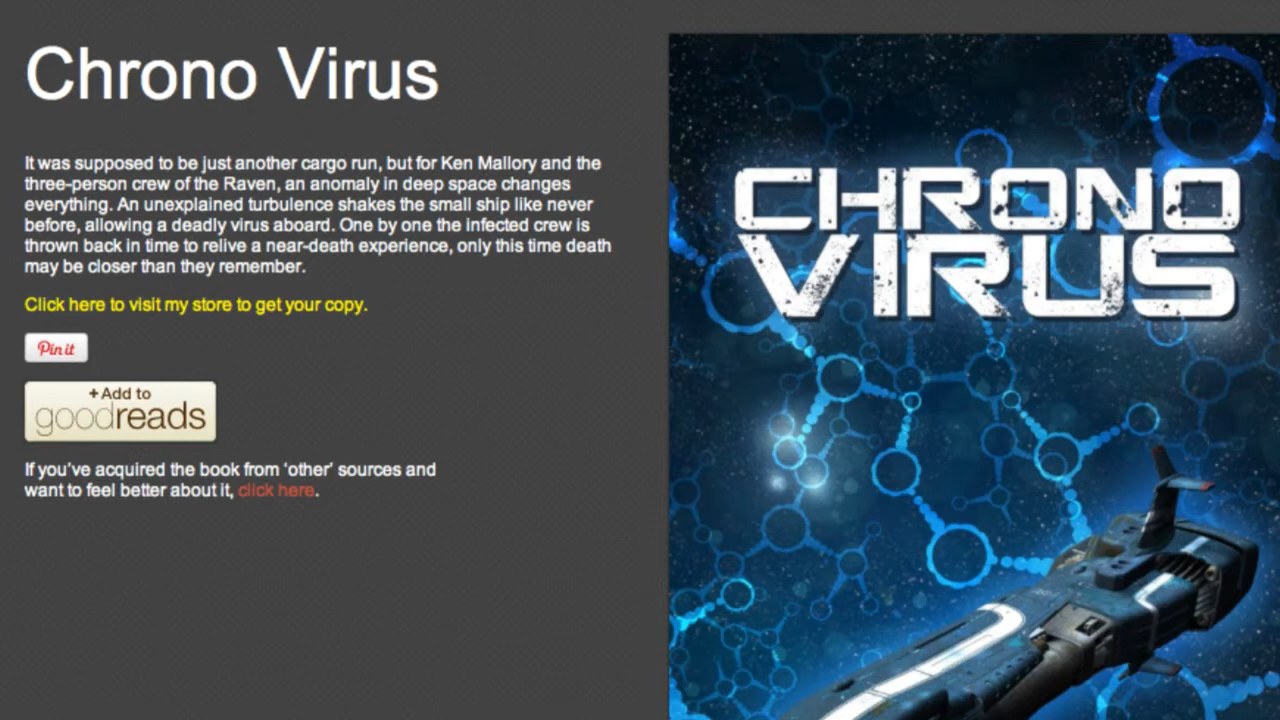 Chrono Virus
It was supposed to be just another cargo run, but for Ken Mallory and the
three-person crew of the Raven, an anomaly in deep space changes
everything. An unexplained turbulence shakes the small ship like never
before, allowing a deadly virus aboard. One by one the infected crew is
thrown back in time to relive a near-death experience, only this time death
may be closer than they remember.
Click here to visit my store to get your copy.
Pin it
+ Add to
goodreads
If you’ve acquired the book from ‘other’ sources and
want to feel better about it, click here.
CHRONO
VIRUS